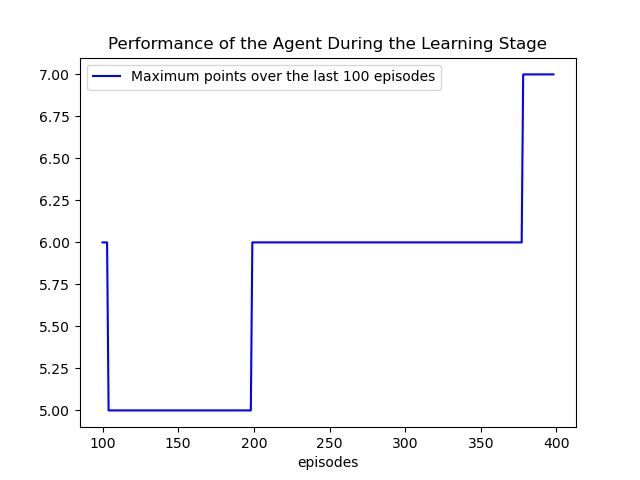 Performance of the Agent During the Learning Stage
Maximum points over the last 100 episodes
7.00
6.75
6.50
6.25
6.00
5.75
5.50
5.25
5.00
100 150 200 250 300 350 400
episodes